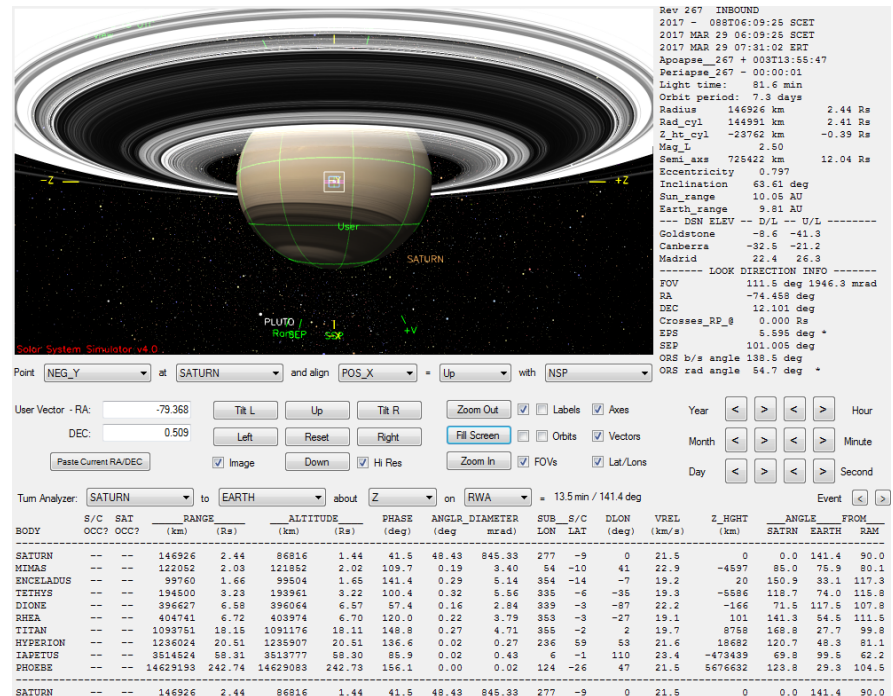 Rev 267 INBOUND
2017 - 088T06:09:25 SCET
2017 MAR 29 06:09:25 SCET
2017 MAR 29 07:31:02 ERT
Apoapse__267 + 003T13:55:47
Periapse_267 - 00:00:01
Light time: 81.6 min
Orbit period: 7.3 days
Radius 146926 km 2.44 Rs
Rad_cyl 144991 km 2.41 Rs
Z_ht_cyl -23762 km -0.39 Rs
Mag_L 2.50
Semi_axs 725422 km 12.04 Rs
Eccentricity 0.797
Inclination 63.61 deg
Sun_range 10.05 AU
Earth_range 9.81 AU
--- DSN ELEV -- D/L -- U/L --------
Goldstone -8.6 -41.3
Canberra -32.5 -21.2
Madrid 22.4 26.3
------- LOOK DIRECTION INFO -------
FOV 111.5 deg 1946.3 mrad
RA -74.458 deg
DEC 12.101 deg
Crosses_RP_@ 0.000 Rs
EPS 5.595 deg *
SEP 101.005 deg
ORS b/s angle 138.5 deg
ORS rad angle 54.7 deg *
-Z
+Z
User
SATURN
PLUTO
+V
Solar System Simulator v4.0
Point NEG_Y at SATURN and align POS_X = Up with NSP
User Vector - RA: -79.368 Tilt L Up Tilt R Zoom Out Labels Axes Year < > < > Hour
DEC: 0.509 Left Reset Right Fill Screen Orbits Vectors Month < > < > Minute
Paste Current RA/DEC Image Down Hi Res Zoom In FOVs Lat/Lons Day < > < > Second
Turn Analyzer: SATURN to EARTH about Z on RWA = 13.5 min / 141.4 deg Event < >
S/C SAT ___RANGE___ ___ALTITUDE___ PHASE ANGLR_DIAMETER SUB__S/C DLON VREL Z_HGHT ___ANGLE___FROM___
BODY OCC? OCC? (km) (Rs) (km) (Rs) (deg) (deg mrad) LON LAT (deg) (km/s) (km) SATRN EARTH RAM
SATURN -- -- 146926 2.44 86816 1.44 41.5 48.43 845.33 277 -9 0 21.5 0 0.0 141.4 90.0
MIMAS -- -- 122052 2.03 121852 2.02 109.7 0.19 3.40 54 -10 41 22.9 -4597 85.0 75.9 80.1
ENCELADUS -- -- 99760 1.66 99504 1.65 141.4 0.29 5.14 354 -14 -7 19.2 20 150.9 33.1 117.3
TETHYS -- -- 194500 3.23 193961 3.22 100.4 0.32 5.56 335 -6 -35 19.3 -5586 118.7 74.0 115.8
DIONE -- -- 396627 6.58 396064 6.57 57.4 0.16 2.84 339 -3 -87 22.2 -166 71.5 117.5 107.8
RHEA -- -- 404741 6.72 403974 6.70 120.0 0.22 3.79 353 -3 -27 19.1 101 141.3 54.5 111.5
TITAN -- -- 1093751 18.15 1091176 18.11 148.8 0.27 4.71 355 -2 2 19.7 8758 168.8 27.7 99.8
HYPERION -- -- 1236024 20.51 1235907 20.51 136.6 0.02 0.27 236 59 53 21.6 18682 120.7 48.3 81.1
IAPETUS -- -- 3514524 58.31 3513777 58.30 85.9 0.02 0.43 6 -1 110 23.4 -473439 69.8 99.5 62.2
PHOEBE -- -- 14629193 242.74 14629083 242.73 156.1 0.00 0.02 124 -26 47 21.5 5676632 123.8 29.3 104.5
SATURN -- -- 146926 2.44 86816 1.44 41.5 48.43 845.33 277 -9 0 21.5 0 0.0 141.4 90.0